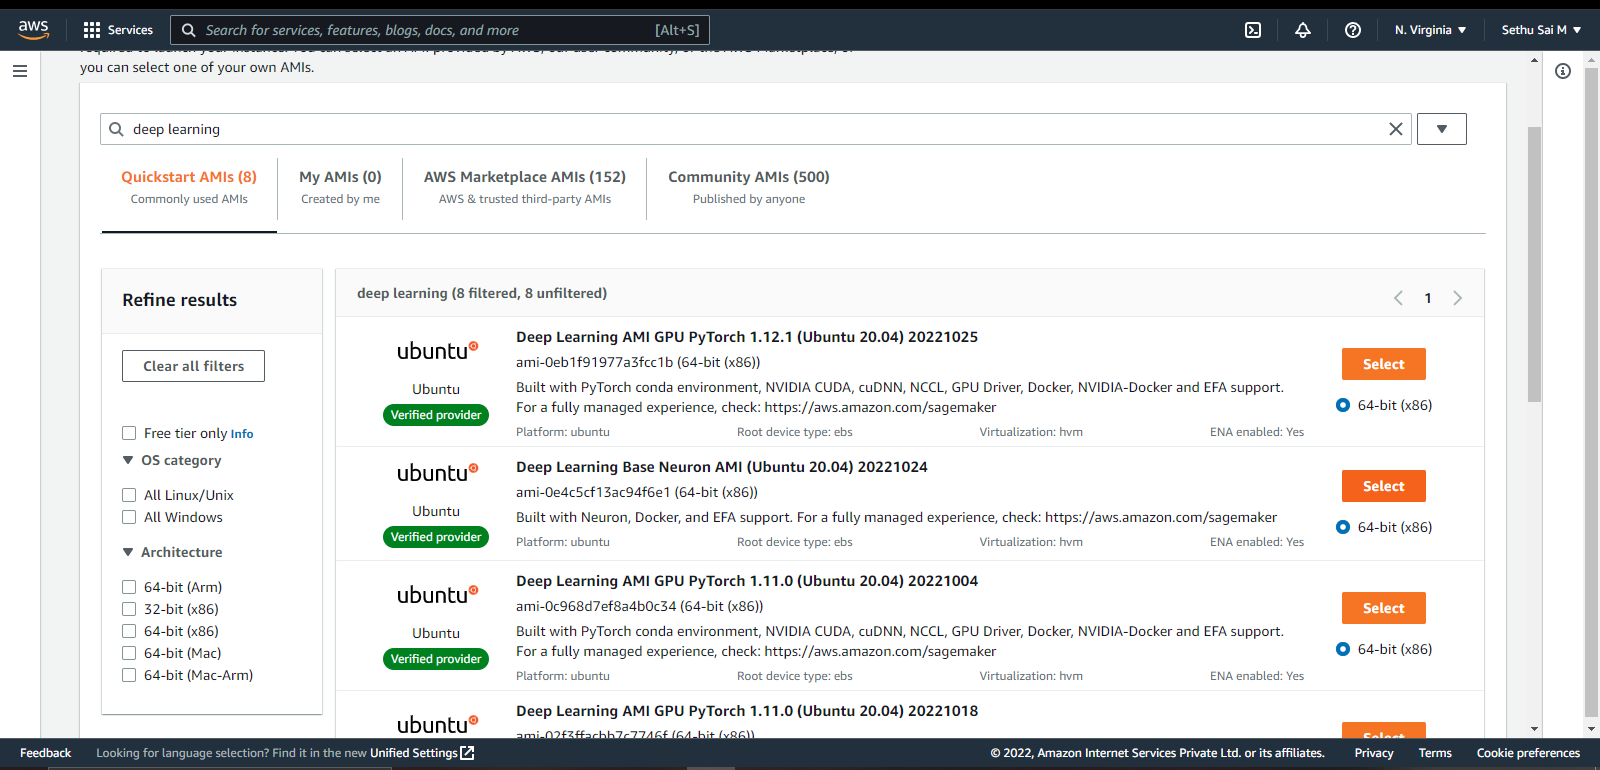 aws
Services
Search for services, features, blogs, docs, and more [Alt+S]
N. Virginia
Sethu Sai M
you can select one of your own AMIs.
deep learning
Quickstart AMIs (8)
Commonly used AMIs
My AMIs (0)
Created by me
AWS Marketplace AMIs (152)
AWS & trusted third-party AMIs
Community AMIs (500)
Published by anyone
Refine results
Clear all filters
Free tier only Info
OS category
All Linux/Unix
All Windows
Architecture
64-bit (Arm)
32-bit (x86)
64-bit (x86)
64-bit (Mac)
64-bit (Mac-Arm)
deep learning (8 filtered, 8 unfiltered)
1
ubuntu
Ubuntu
Verified provider
Deep Learning AMI GPU PyTorch 1.12.1 (Ubuntu 20.04) 20221025
ami-0eb1f91977a3fcc1b (64-bit (x86))
Built with PyTorch conda environment, NVIDIA CUDA, cuDNN, NCCL, GPU Driver, Docker, NVIDIA-Docker and EFA support.
For a fully managed experience, check: https://aws.amazon.com/sagemaker
Platform: ubuntu Root device type: ebs Virtualization: hvm ENA enabled: Yes
Select
64-bit (x86)
ubuntu
Ubuntu
Verified provider
Deep Learning Base Neuron AMI (Ubuntu 20.04) 20221024
ami-0e4c5cf13ac94f6e1 (64-bit (x86))
Built with Neuron, Docker, and EFA support. For a fully managed experience, check: https://aws.amazon.com/sagemaker
Platform: ubuntu Root device type: ebs Virtualization: hvm ENA enabled: Yes
Select
64-bit (x86)
ubuntu
Ubuntu
Verified provider
Deep Learning AMI GPU PyTorch 1.11.0 (Ubuntu 20.04) 20221004
ami-0c968d7ef8a4b0c34 (64-bit (x86))
Built with PyTorch conda environment, NVIDIA CUDA, cuDNN, NCCL, GPU Driver, Docker, NVIDIA-Docker and EFA support.
For a fully managed experience, check: https://aws.amazon.com/sagemaker
Platform: ubuntu Root device type: ebs Virtualization: hvm ENA enabled: Yes
Select
64-bit (x86)
ubuntu
Deep Learning AMI GPU PyTorch 1.11.0 (Ubuntu 20.04) 20221018
Select
Feedback
Looking for language selection? Find it in the new Unified Settings
© 2022, Amazon Internet Services Private Ltd. or its affiliates.
Privacy
Terms
Cookie preferences